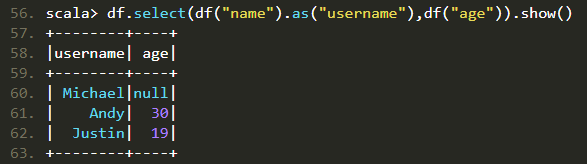 56. scala> df.select(df("name").as("username"),df("age")).show()
57. +--------+----+
58. |username| age|
59. +--------+----+
60. | Michael|null|
61. |    Andy|  30|
62. |  Justin|  19|
63. +--------+----+